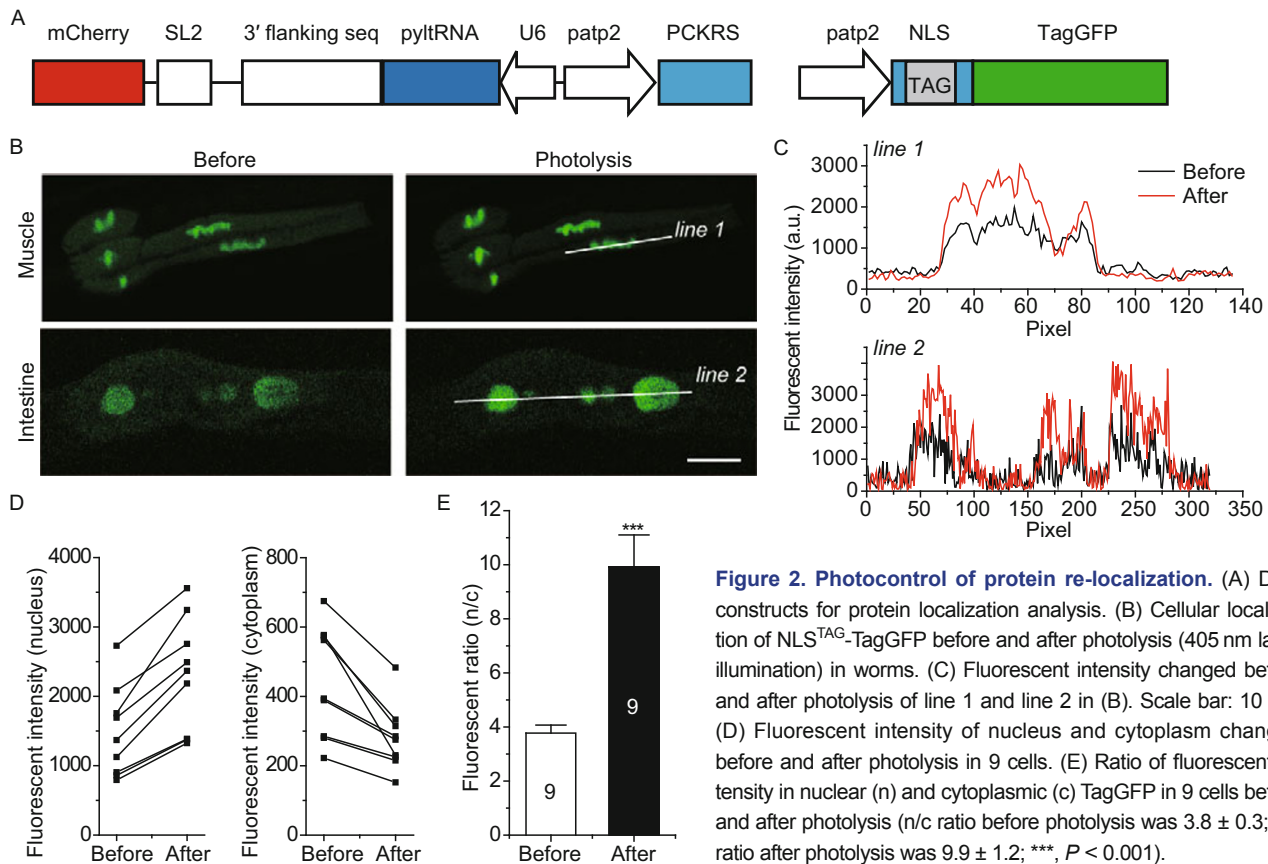 A
mCherry SL2 3′ flanking seq pyltRNA U6 patp2 PCKRS patp2 NLS TagGFP
TAG
B
Before Photolysis
Muscle
line 1
Intestine
line 2
C
line 1
Before
After
Fluorescent intensity (a.u.)
3000
2000
1000
0
0 20 40 60 80 100 120 140
Pixel
line 2
3000
2000
1000
0
0 50 100 150 200 250 300 350
Pixel
D
Fluorescent intensity (nucleus)
4000
3000
2000
1000
0
Before After
Fluorescent intensity (cytoplasm)
800
600
400
200
0
Before After
E
Fluorescent ratio (n/c)
12
10
8
6
4
2
0
***
9
9
Before After
Figure 2. Photocontrol of protein re-localization. (A) D
constructs for protein localization analysis. (B) Cellular local
tion of NLSTAG-TagGFP before and after photolysis (405 nm la
illumination) in worms. (C) Fluorescent intensity changed bef
and after photolysis of line 1 and line 2 in (B). Scale bar: 10
(D) Fluorescent intensity of nucleus and cytoplasm chang
before and after photolysis in 9 cells. (E) Ratio of fluorescent
tensity in nuclear (n) and cytoplasmic (c) TagGFP in 9 cells bef
and after photolysis (n/c ratio before photolysis was 3.8 ± 0.3;
ratio after photolysis was 9.9 ± 1.2; ***, P < 0.001).